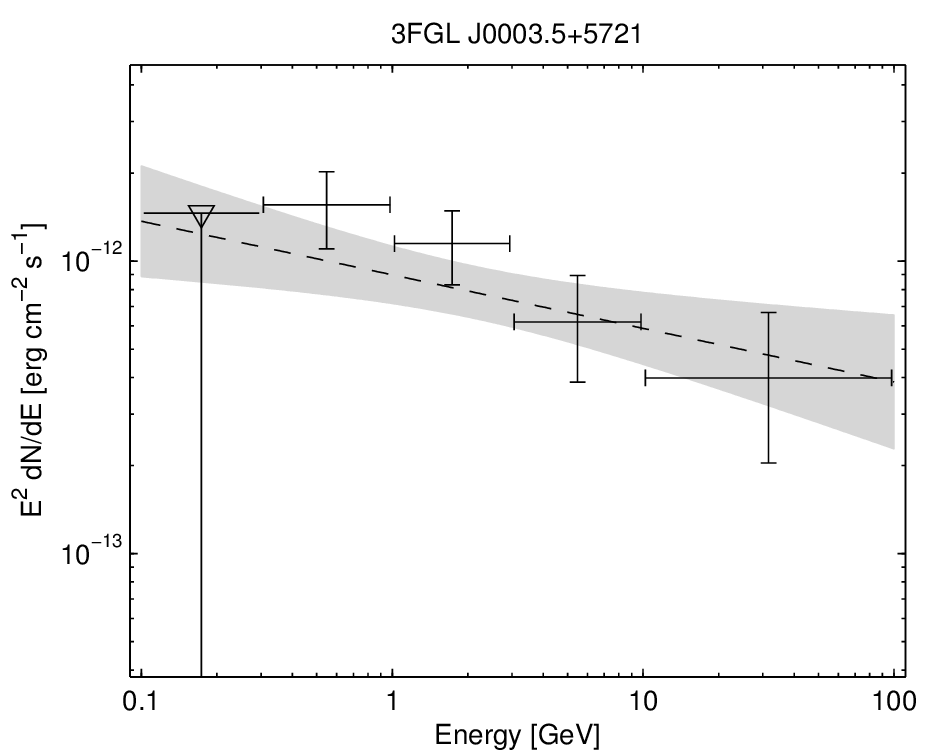 3FGL J0003.5+5721
E² dN/dE [erg cm⁻² s⁻¹]
10⁻¹²
10⁻¹³
0.1 1 10 100
Energy [GeV]